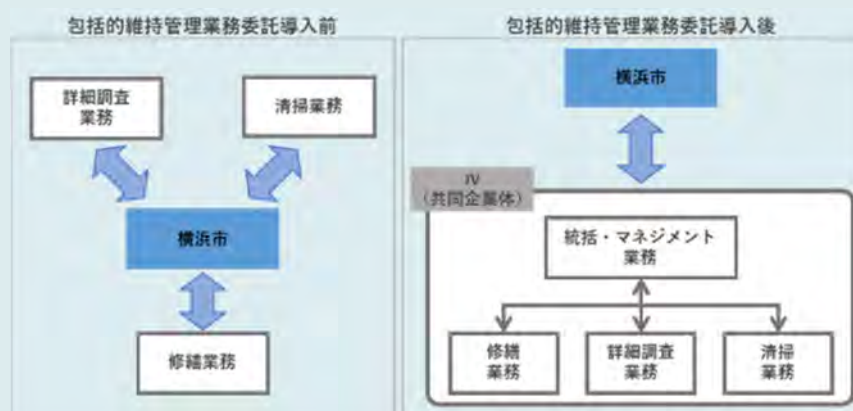 包括的維持管理業務委託導入前
詳細調査
業務
清掃業務
横浜市
修繕業務
包括的維持管理業務委託導入後
横浜市
JV
(共同企業体)
統括・マネジメント
業務
修繕
業務
詳細調査
業務
清掃
業務